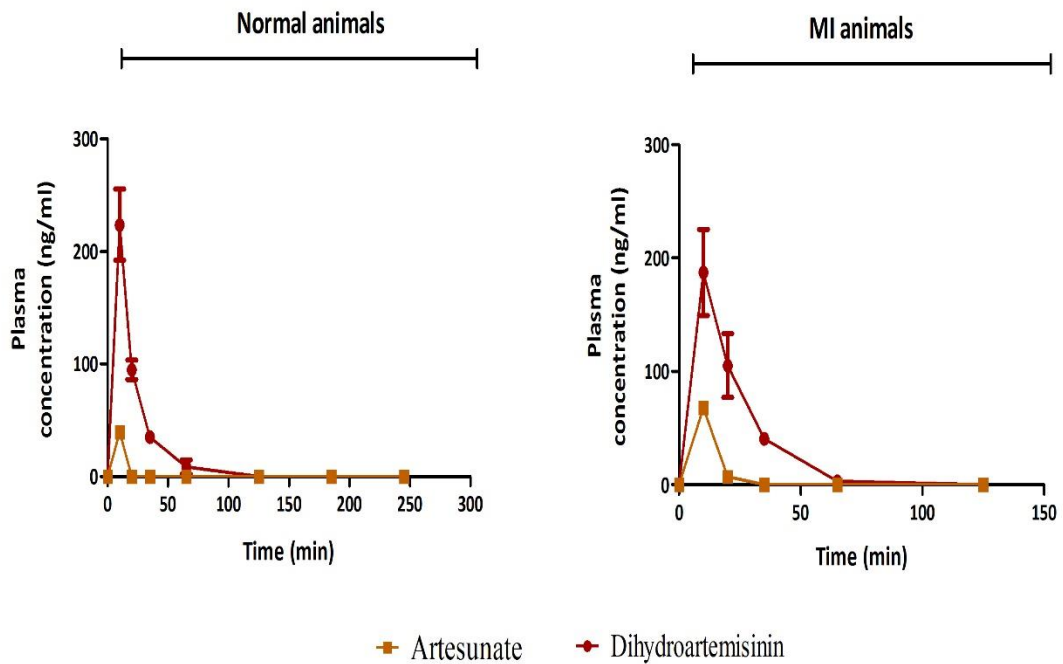 Normal animals
MI animals
Plasma
concentration (ng/ml)
300
200
100
0
0 50 100 150 200 250 300
Time (min)
Plasma
concentration (ng/ml)
300
200
100
0
0 50 100 150
Time (min)
Artesunate
Dihydroartemisinin